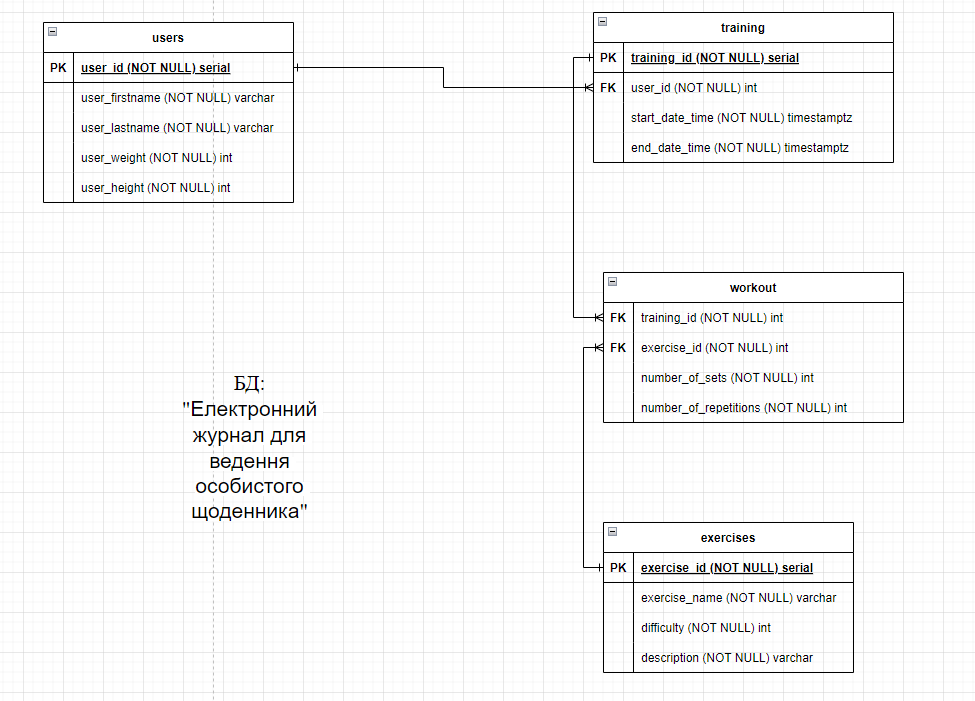 users
PK user_id (NOT NULL) serial
user_firstname (NOT NULL) varchar
user_lastname (NOT NULL) varchar
user_weight (NOT NULL) int
user_height (NOT NULL) int
training
PK training_id (NOT NULL) serial
FK user_id (NOT NULL) int
start_date_time (NOT NULL) timestamptz
end_date_time (NOT NULL) timestamptz
workout
FK training_id (NOT NULL) int
FK exercise_id (NOT NULL) int
number_of_sets (NOT NULL) int
number_of_repetitions (NOT NULL) int
БД:
"Електронний
журнал для
ведення
особистого
щоденника"
exercises
PK exercise_id (NOT NULL) serial
exercise_name (NOT NULL) varchar
difficulty (NOT NULL) int
description (NOT NULL) varchar